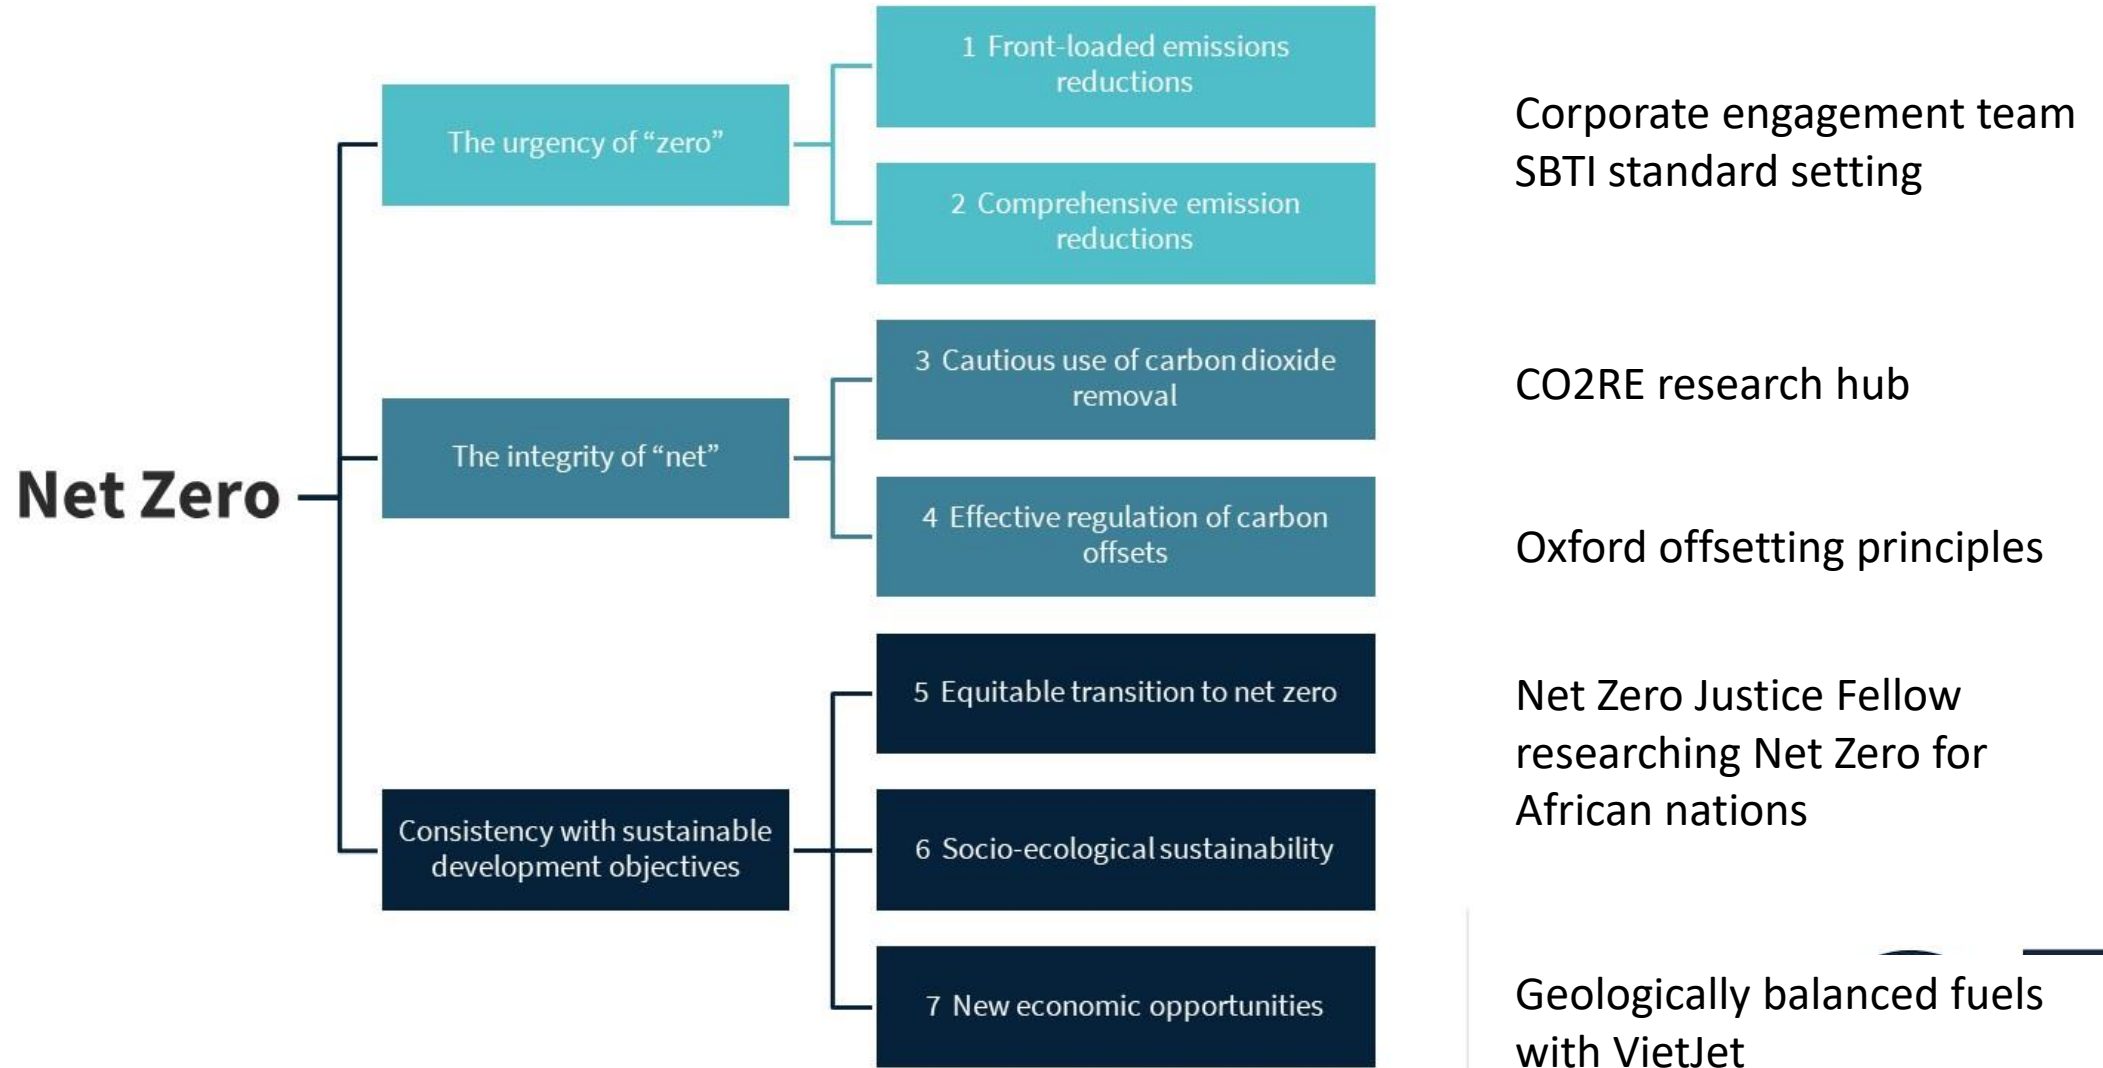 Net Zero
The urgency of “zero”
1 Front-loaded emissions
reductions
2 Comprehensive emission
reductions
Corporate engagement team
SBTI standard setting
The integrity of “net”
3 Cautious use of carbon dioxide
removal
CO2RE research hub
4 Effective regulation of carbon
offsets
Oxford offsetting principles
Consistency with sustainable
development objectives
5 Equitable transition to net zero
Net Zero Justice Fellow
researching Net Zero for
African nations
6 Socio-ecological sustainability
7 New economic opportunities
Geologically balanced fuels
with VietJet